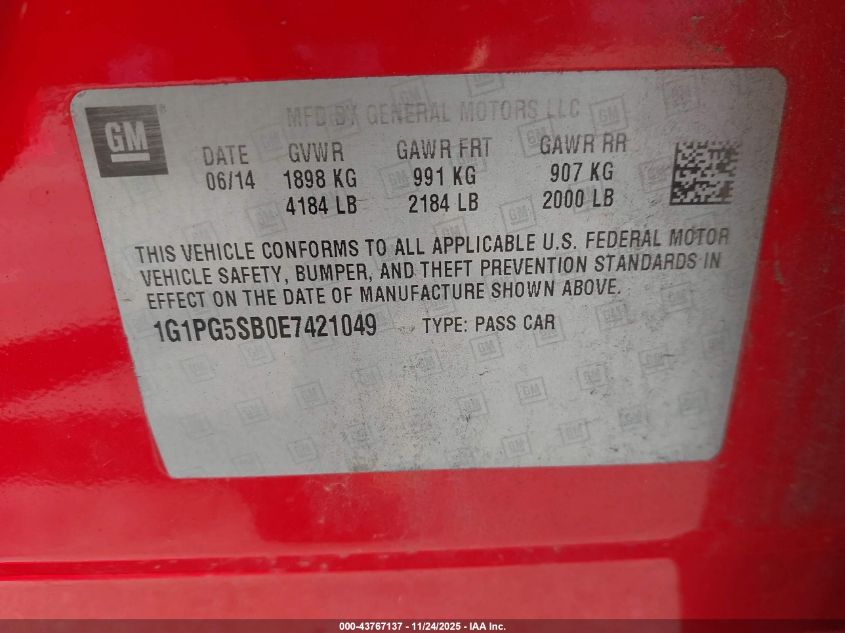 GM
MFD BY GENERAL MOTORS LLC
DATE GVWR GAWR FRT GAWR RR
06/14 1898 KG 991 KG 907 KG
4184 LB 2184 LB 2000 LB
THIS VEHICLE CONFORMS TO ALL APPLICABLE U.S. FEDERAL MOTOR
VEHICLE SAFETY, BUMPER, AND THEFT PREVENTION STANDARDS IN
EFFECT ON THE DATE OF MANUFACTURE SHOWN ABOVE.
1G1PG5SB0E7421049 TYPE: PASS CAR
000-43767137 - 11/24/2025 - IAA Inc.